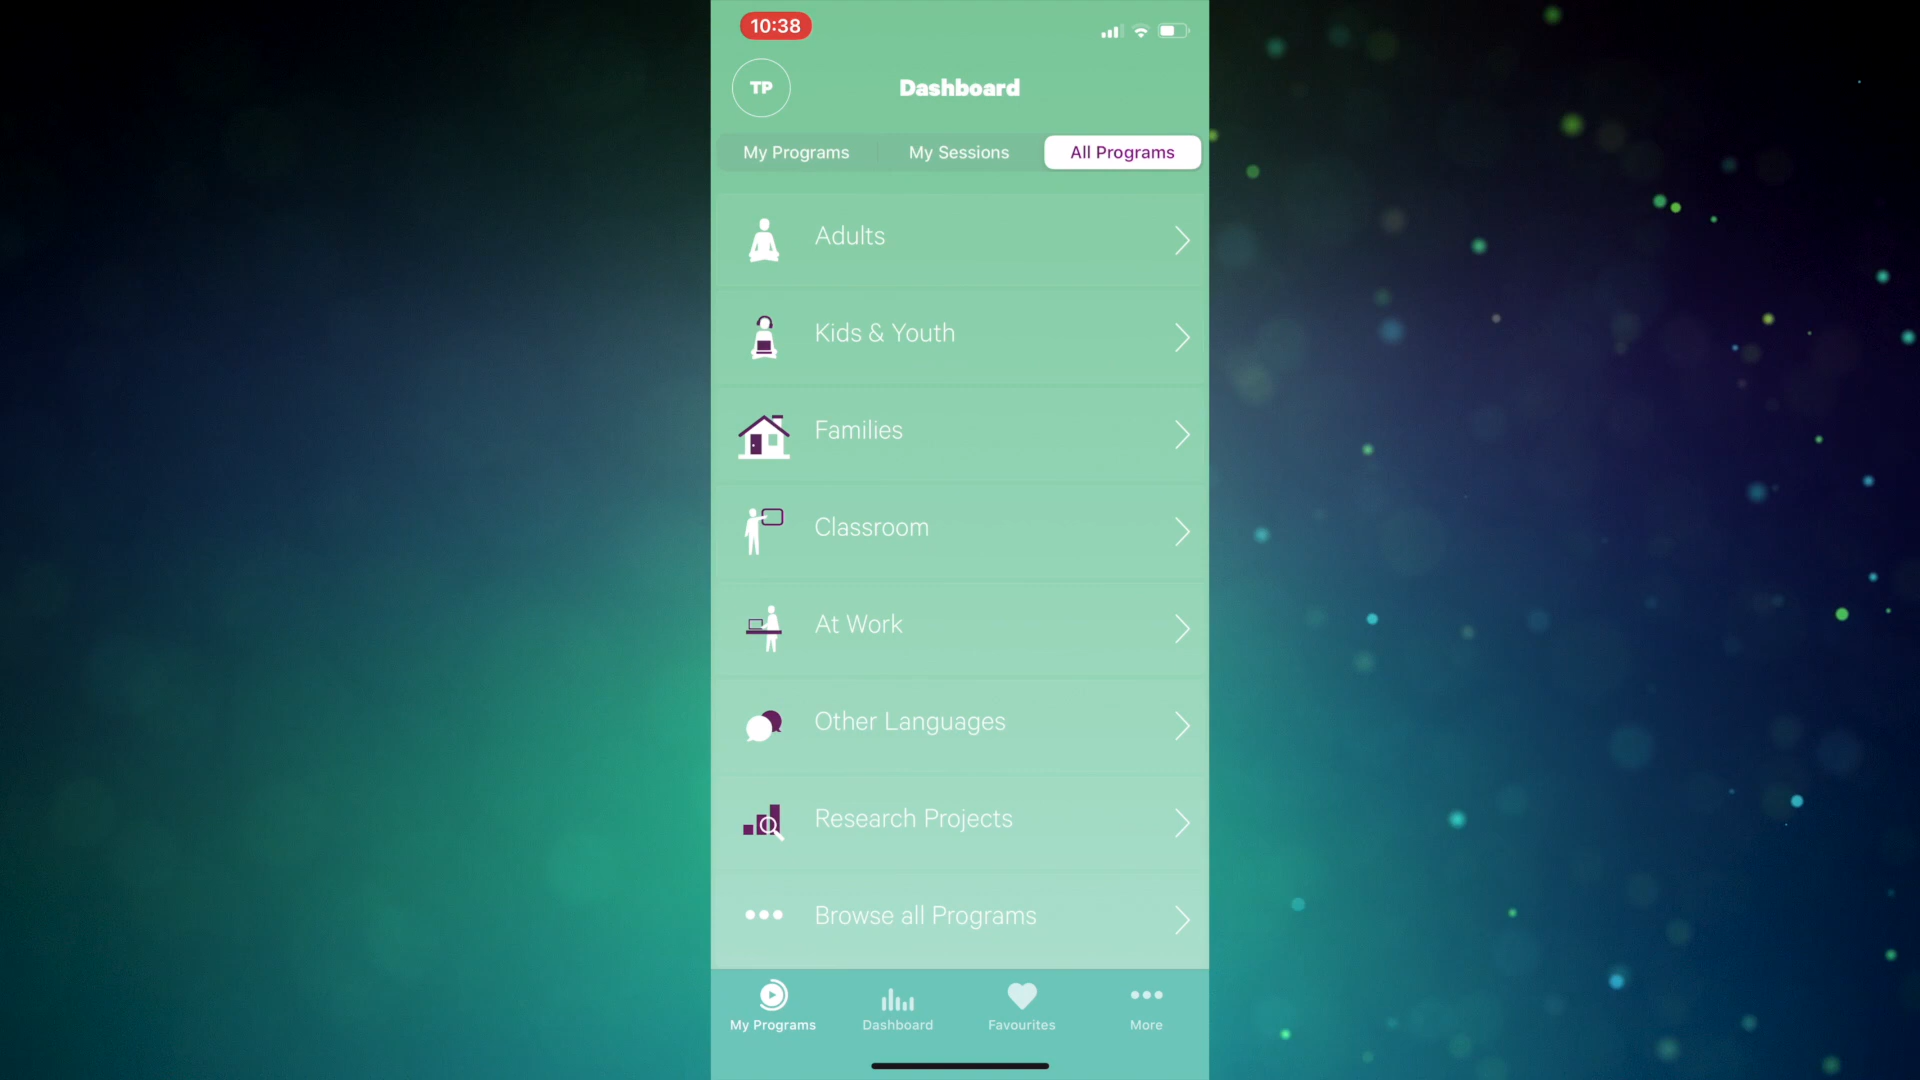 10:38
TP
Dashboard
My Programs
My Sessions
All Programs
Adults
Kids & Youth
Families
Classroom
At Work
Other Languages
Research Projects
Browse all Programs
My Programs
Dashboard
Favourites
More